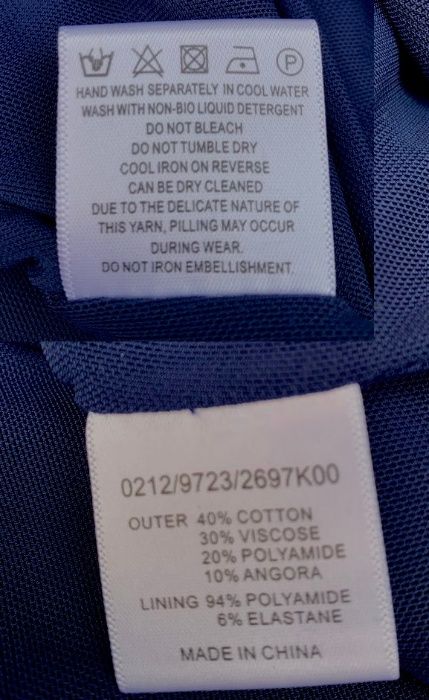 HAND WASH SEPARATELY IN COOL WATER
WASH WITH NON-BIO LIQUID DETERGENT
DO NOT BLEACH
DO NOT TUMBLE DRY
COOL IRON ON REVERSE
CAN BE DRY CLEANED
DUE TO THE DELICATE NATURE OF
THIS YARN, PILLING MAY OCCUR
DURING WEAR.
DO NOT IRON EMBELLISHMENT.
0212/9723/2697K00
OUTER 40% COTTON
30% VISCOSE
20% POLYAMIDE
10% ANGORA
LINING 94% POLYAMIDE
6% ELASTANE
MADE IN CHINA